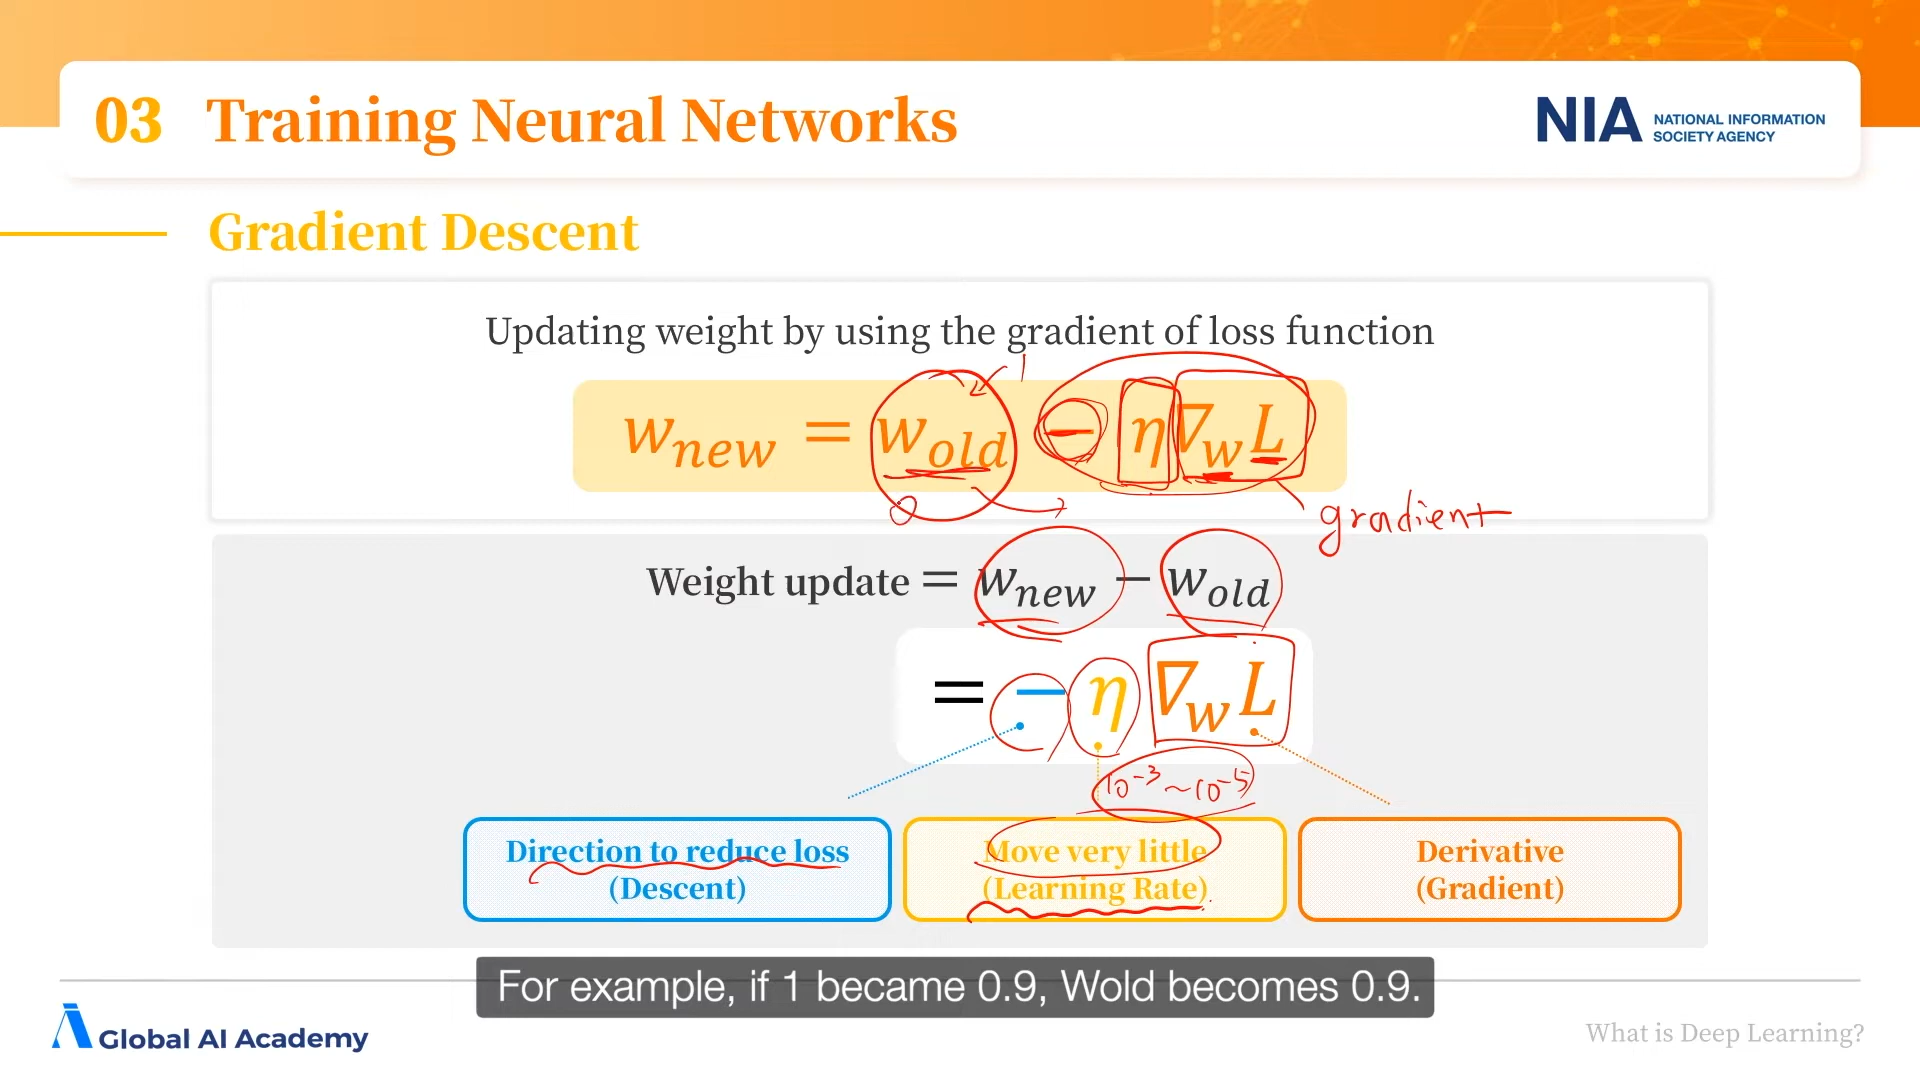 03 Training Neural Networks
NIA NATIONAL INFORMATION
SOCIETY AGENCY
Gradient Descent
Updating weight by using the gradient of loss function
1
w_new = w_old − η∇_w L
gradient
Weight update = w_new − w_old
= − η ∇_w L
10^-3 ~ 10^-5
Direction to reduce loss
(Descent)
Move very little
(Learning Rate)
Derivative
(Gradient)
For example, if 1 became 0.9, Wold becomes 0.9.
Global AI Academy
What is Deep Learning?